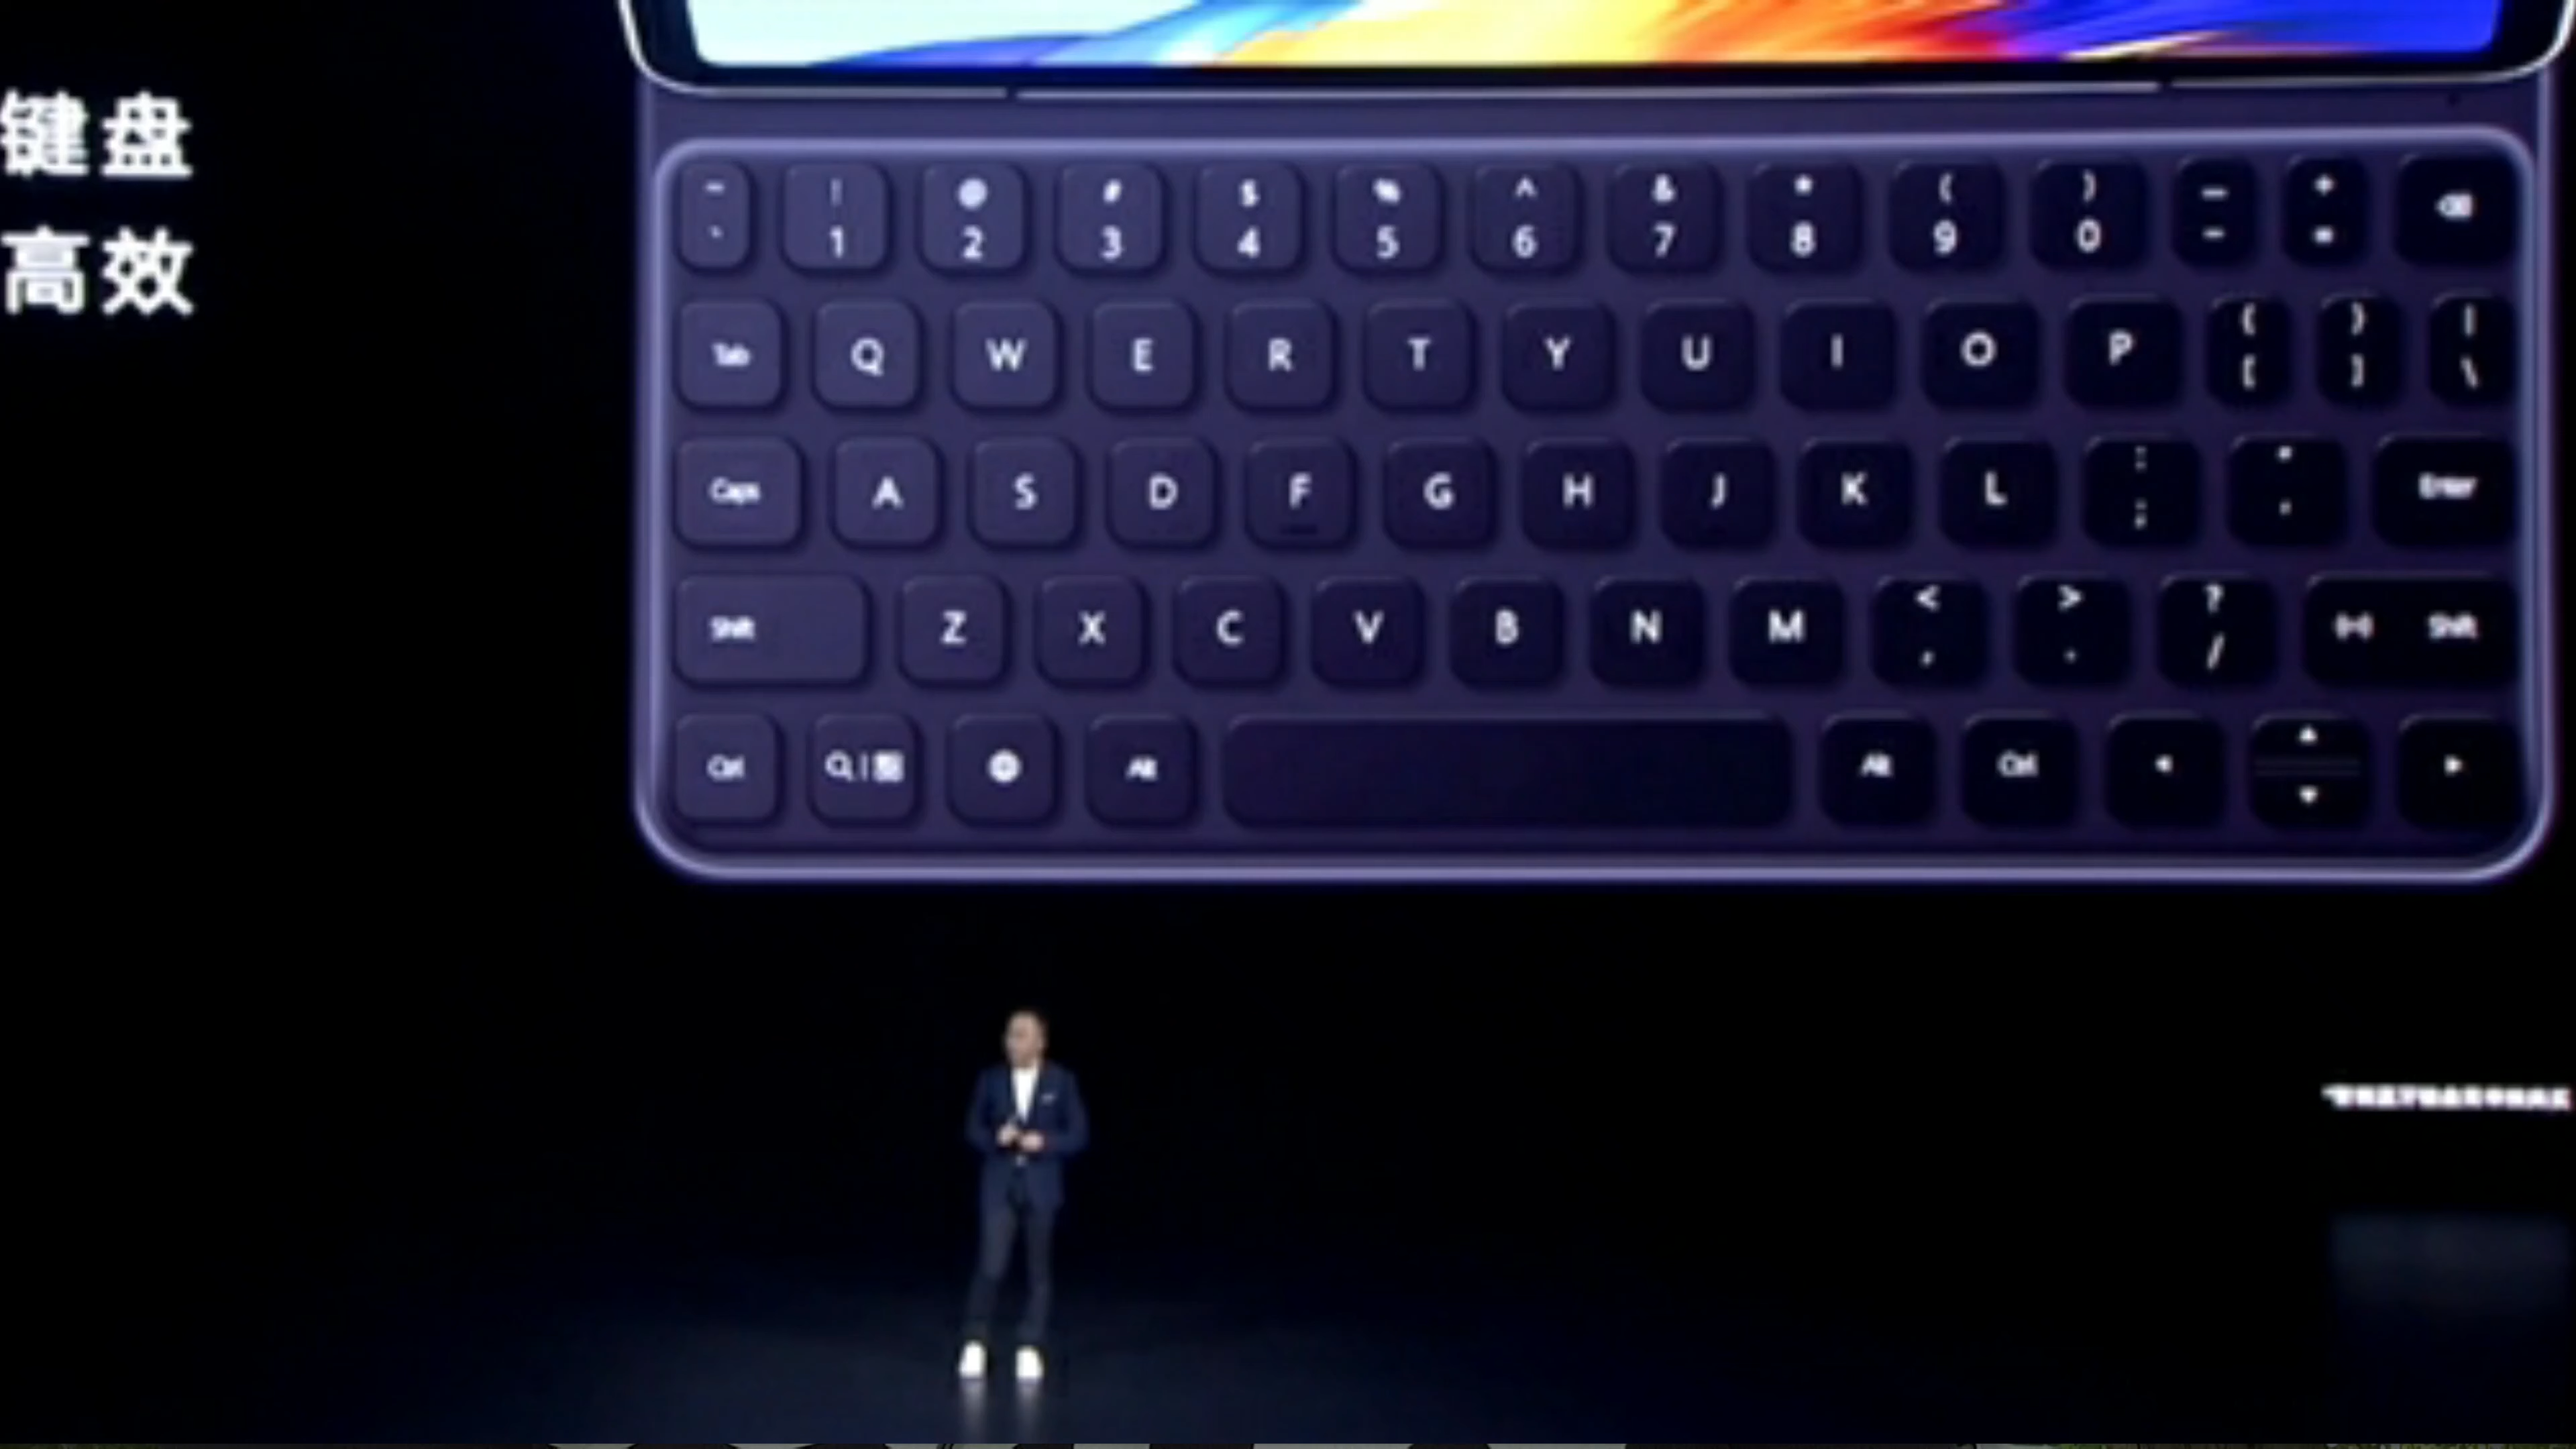 键盘
高效
~ ! @ # $ % ^ & * ( ) _ +
` 1 2 3 4 5 6 7 8 9 0 - =
Tab Q W E R T Y U I O P { [ } ] | \
Caps A S D F G H J K L : ; " ' Enter
Shift Z X C V B N M < , > . ? / Shift
Ctrl Alt Alt Ctrl